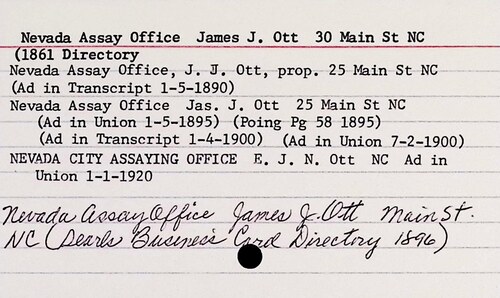 Nevada Assay Office James J. Ott 30 Main St NC
(1861 Directory
Nevada Assay Office, J. J. Ott, prop. 25 Main St NC
(Ad in Transcript 1-5-1890)
Nevada Assay Office Jas. J. Ott 25 Main St NC
(Ad in Union 1-5-1895) (Poing Pg 58 1895)
(Ad in Transcript 1-4-1900) (Ad in Union 7-2-1900)
NEVADA CITY ASSAYING OFFICE E. J. N. Ott NC Ad in
Union 1-1-1920
Nevada Assay Office James J. Ott Main St.
NC (Searls Business Card Directory 1896)